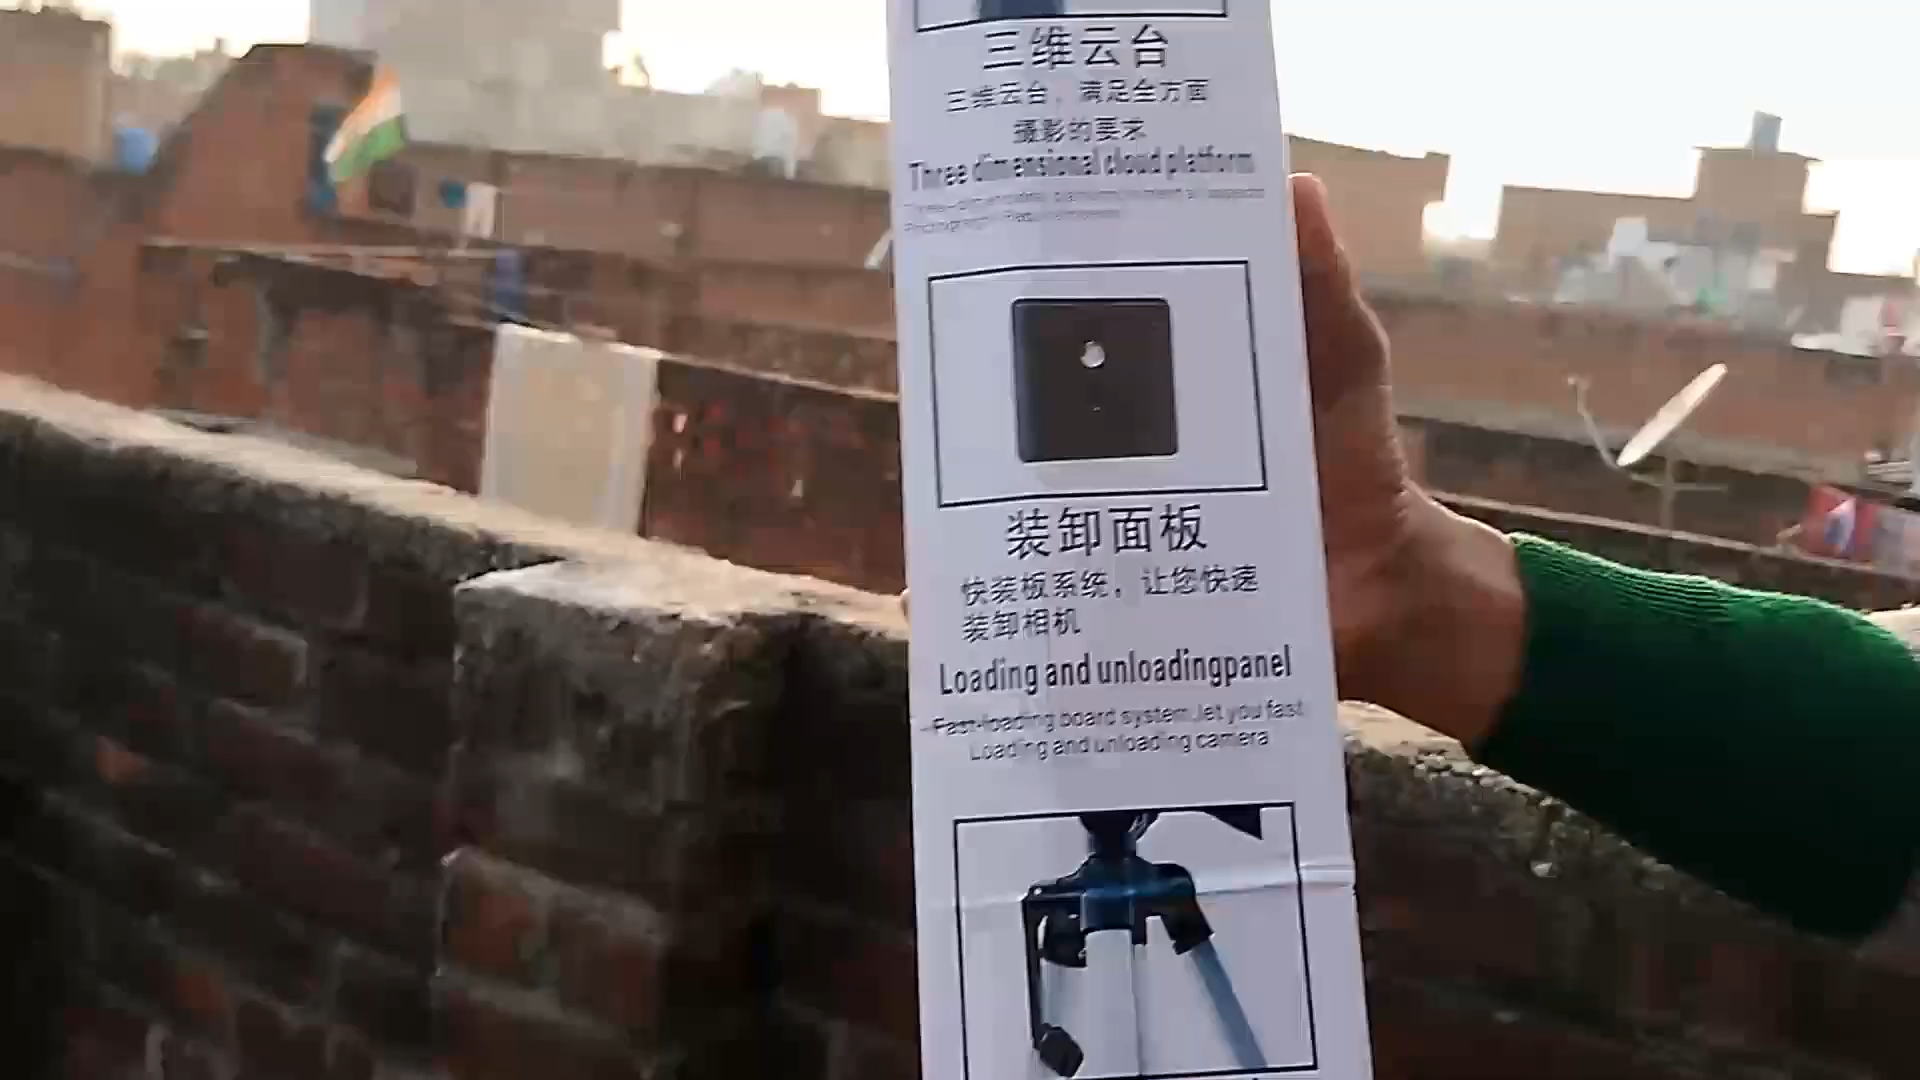 三维云台
三维云台，满足全方面
摄影的要求
Three dimensional cloud platform
装卸面板
快装板系统，让您快速
装卸相机
Loading and unloadingpanel
Fast-loading board system,let you fast
Loading and unloading camera